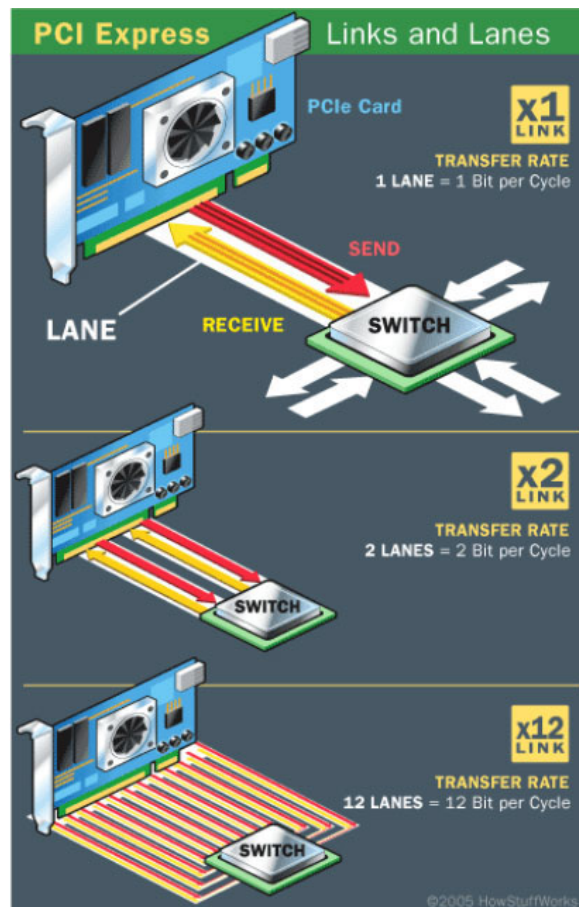 PCI Express Links and Lanes
PCIe Card
x1
LINK
TRANSFER RATE
1 LANE = 1 Bit per Cycle
SEND
LANE
RECEIVE
SWITCH
x2
LINK
TRANSFER RATE
2 LANES = 2 Bit per Cycle
SWITCH
x12
LINK
TRANSFER RATE
12 LANES = 12 Bit per Cycle
SWITCH
©2005 HowStuffWorks